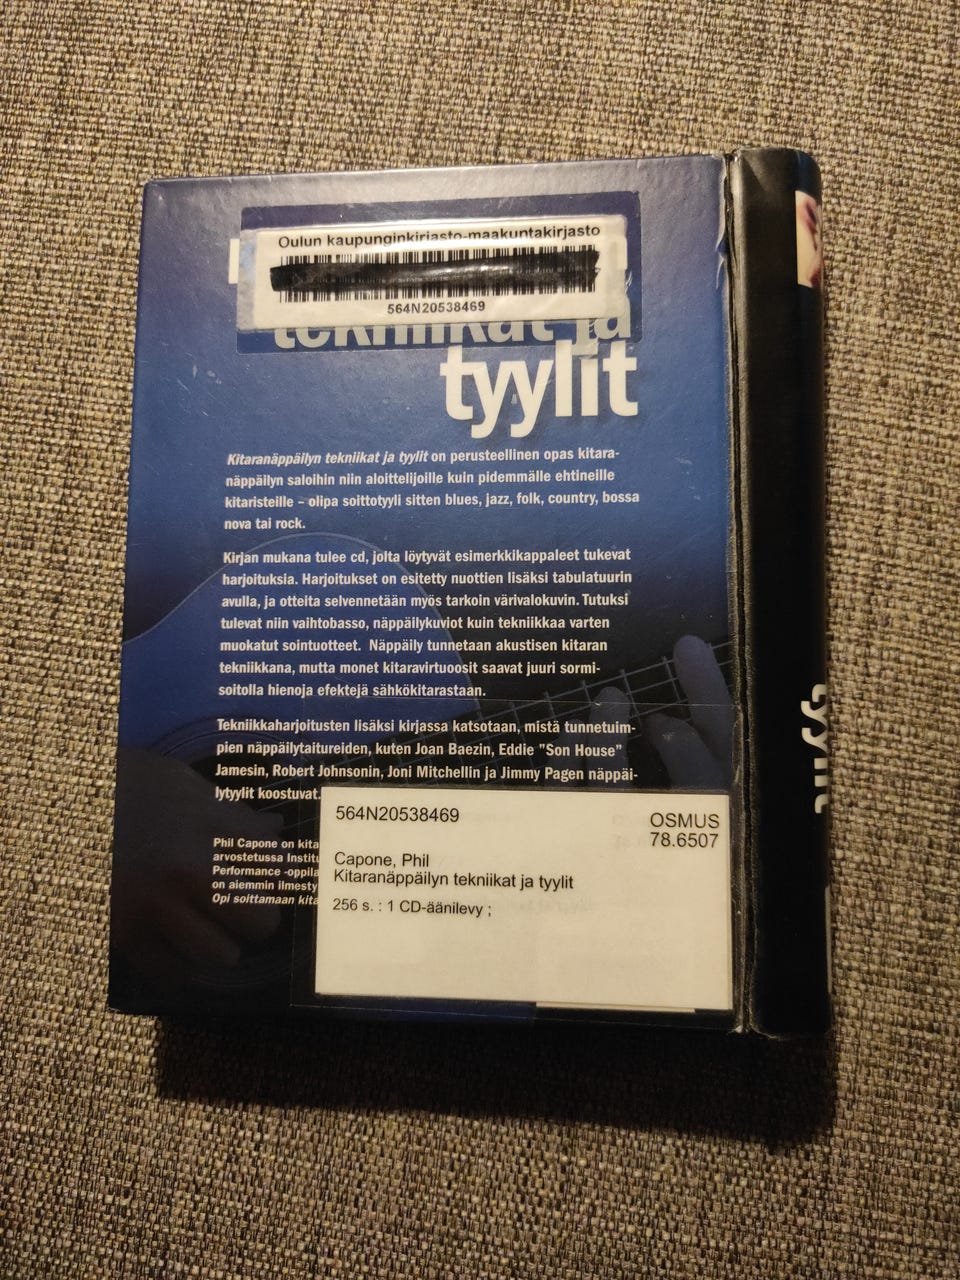 Oulun kaupunginkirjasto-maakuntakirjasto
564N20538469
tekniikat ja
tyylit
Kitaranäppäilyn tekniikat ja tyylit on perusteellinen opas kitara-
näppäilyn saloihin niin aloittelijoille kuin pidemmälle ehtineille
kitaristeille – olipa soittotyyli sitten blues, jazz, folk, country, bossa
nova tai rock.
Kirjan mukana tulee cd, jolta löytyvät esimerkkikappaleet tukevat
harjoituksia. Harjoitukset on esitetty nuottien lisäksi tabulatuurin
avulla, ja otteita selvennetään myös tarkoin värivalokuvin. Tutuksi
tulevat niin vaihtobasso, näppäilykuviot kuin tekniikkaa varten
muokatut sointuotteet. Näppäily tunnetaan akustisen kitaran
tekniikkana, mutta monet kitaravirtuoosit saavat juuri sormi-
soitolla hienoja efektejä sähkökitarastaan.
Tekniikkaharjoitusten lisäksi kirjassa katsotaan, mistä tunnetuim-
pien näppäilytaitureiden, kuten Joan Baezin, Eddie ”Son House”
Jamesin, Robert Johnsonin, Joni Mitchellin ja Jimmy Pagen näppäi-
lytyylit koostuvat.
Phil Capone on kita
arvostetussa Institu
Performance -oppila
on aiemmin ilmesty
Opi soittamaan kita
564N20538469
OSMUS
78.6507
Capone, Phil
Kitaranäppäilyn tekniikat ja tyylit
256 s. : 1 CD-äänilevy ;
tyylit